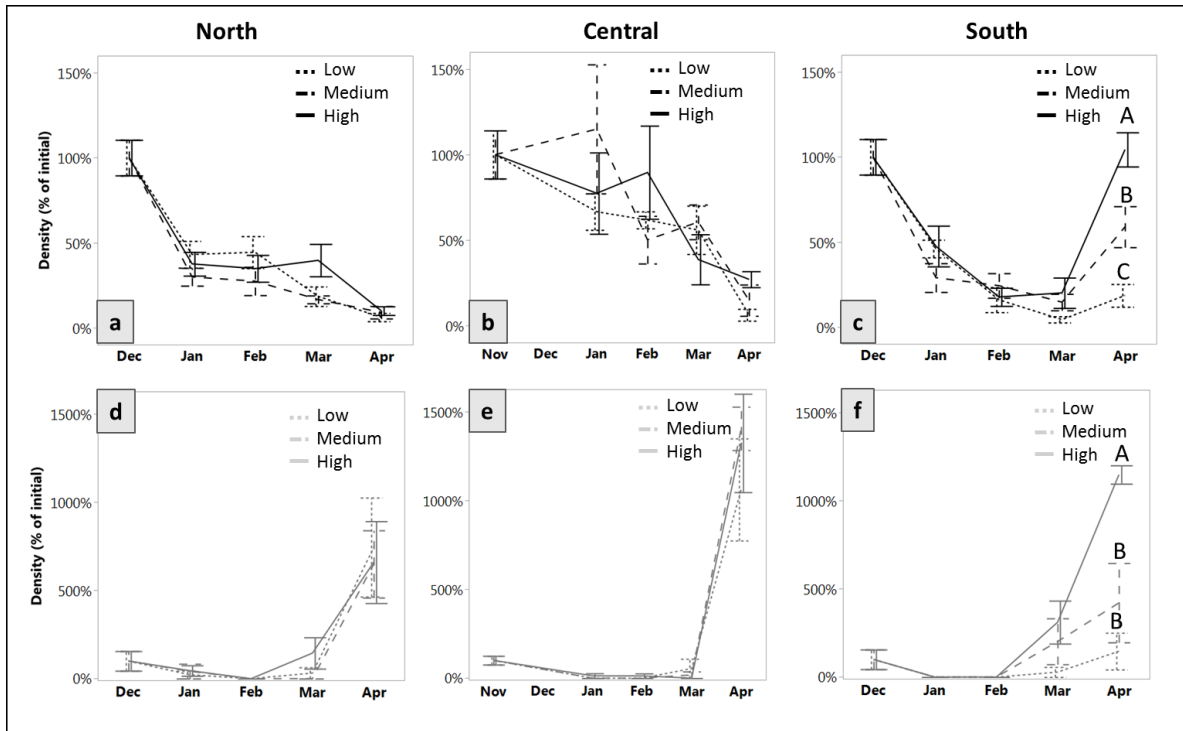 North
Central
South
Density (% of initial)
150%
100%
50%
0%
Low
Medium
High
a
Dec Jan Feb Mar Apr
150%
100%
50%
0%
Low
Medium
High
b
Nov Dec Jan Feb Mar Apr
150%
100%
50%
0%
Low
Medium
High
A
B
C
c
Dec Jan Feb Mar Apr
Density (% of initial)
1500%
1000%
500%
0%
d
Low
Medium
High
Dec Jan Feb Mar Apr
1500%
1000%
500%
0%
e
Low
Medium
High
Nov Dec Jan Feb Mar Apr
1500%
1000%
500%
0%
f
Low
Medium
High
A
B
B
Dec Jan Feb Mar Apr